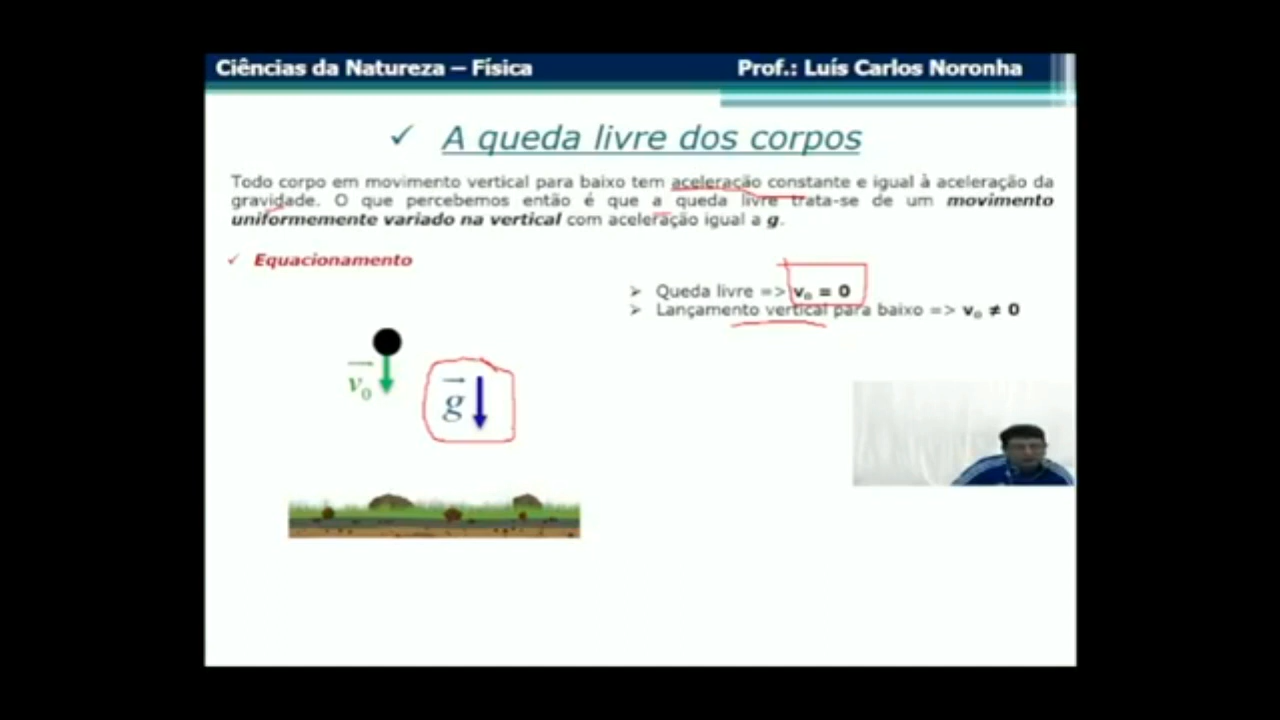 Ciências da Natureza – Física Prof.: Luís Carlos Noronha
✓ A queda livre dos corpos
Todo corpo em movimento vertical para baixo tem aceleração constante e igual à aceleração da
gravidade. O que percebemos então é que a queda livre trata-se de um movimento
uniformemente variado na vertical com aceleração igual a g.
✓ Equacionamento
➢ Queda livre => v₀ = 0
➢ Lançamento vertical para baixo => v₀ ≠ 0
v₀
g